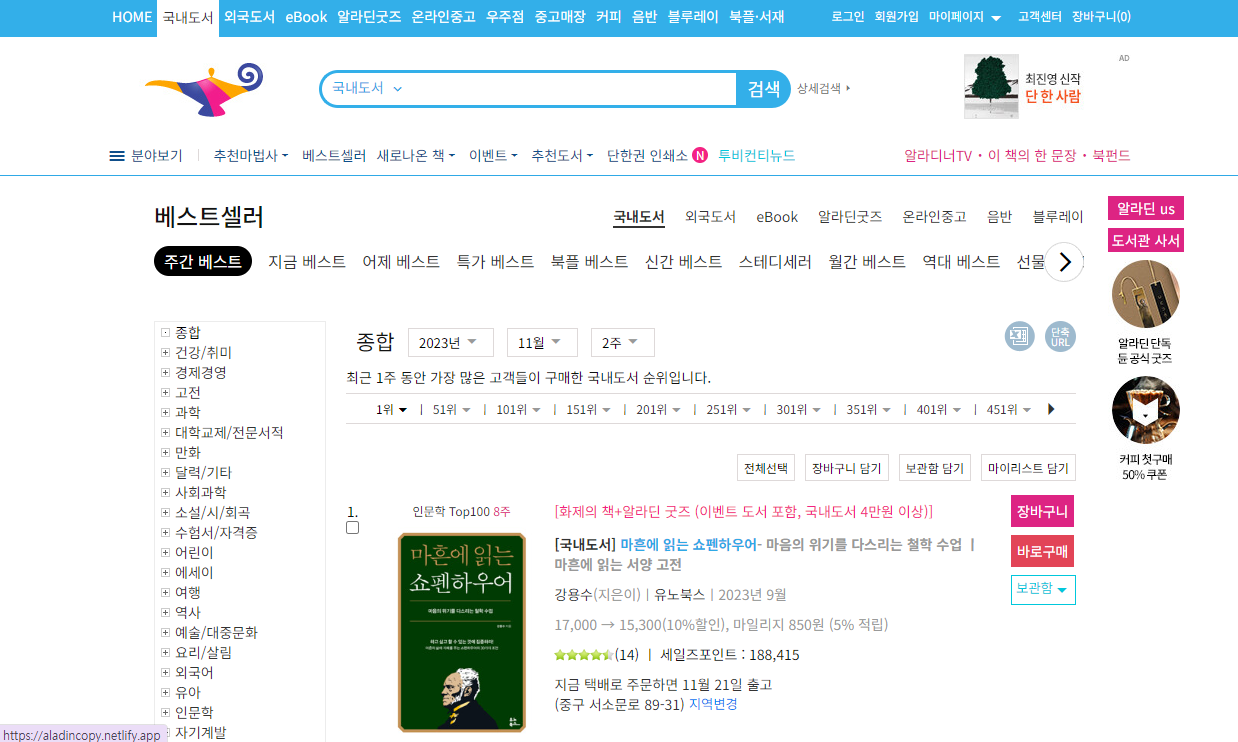 HOME 국내도서 외국도서 eBook 알라딘굿즈 온라인중고 우주점 중고매장 커피 음반 블루레이 북플·서재 로그인 회원가입 마이페이지 고객센터 장바구니(0)
AD
국내도서 검색 상세검색
최진영 신작
단 한 사람
분야보기 추천마법사 베스트셀러 새로나온 책 이벤트 추천도서 단한권 인쇄소 N 투비컨티뉴드 알라디너TV · 이 책의 한 문장 · 북펀드
베스트셀러 국내도서 외국도서 eBook 알라딘굿즈 온라인중고 음반 블루레이
알라딘 us
도서관 사서
주간 베스트 지금 베스트 어제 베스트 특가 베스트 북플 베스트 신간 베스트 스테디셀러 월간 베스트 역대 베스트 선물
알라딘 단독
듄 공식 굿즈
커피 첫구매
50% 쿠폰
종합
건강/취미
경제경영
고전
과학
대학교재/전문서적
만화
달력/기타
사회과학
소설/시/희곡
수험서/자격증
어린이
에세이
여행
역사
예술/대중문화
요리/살림
외국어
유아
인문학
자기계발
종합 2023년 11월 2주
단축
URL
최근 1주 동안 가장 많은 고객들이 구매한 국내도서 순위입니다.
1위 | 51위 | 101위 | 151위 | 201위 | 251위 | 301위 | 351위 | 401위 | 451위
전체선택 장바구니 담기 보관함 담기 마이리스트 담기
1. 인문학 Top100 8주
마흔에 읽는
쇼펜하우어
마음의 위기를 다스리는 철학 수업
[화제의 책+알라딘 굿즈 (이벤트 도서 포함, 국내도서 4만원 이상)]
[국내도서] 마흔에 읽는 쇼펜하우어- 마음의 위기를 다스리는 철학 수업 ㅣ
마흔에 읽는 서양 고전
강용수(지은이) | 유노북스 | 2023년 9월
17,000 → 15,300(10%할인), 마일리지 850원 (5% 적립)
(14) | 세일즈포인트 : 188,415
지금 택배로 주문하면 11월 21일 출고
(중구 서소문로 89-31) 지역변경
장바구니
바로구매
보관함
https://aladincopy.netlify.app